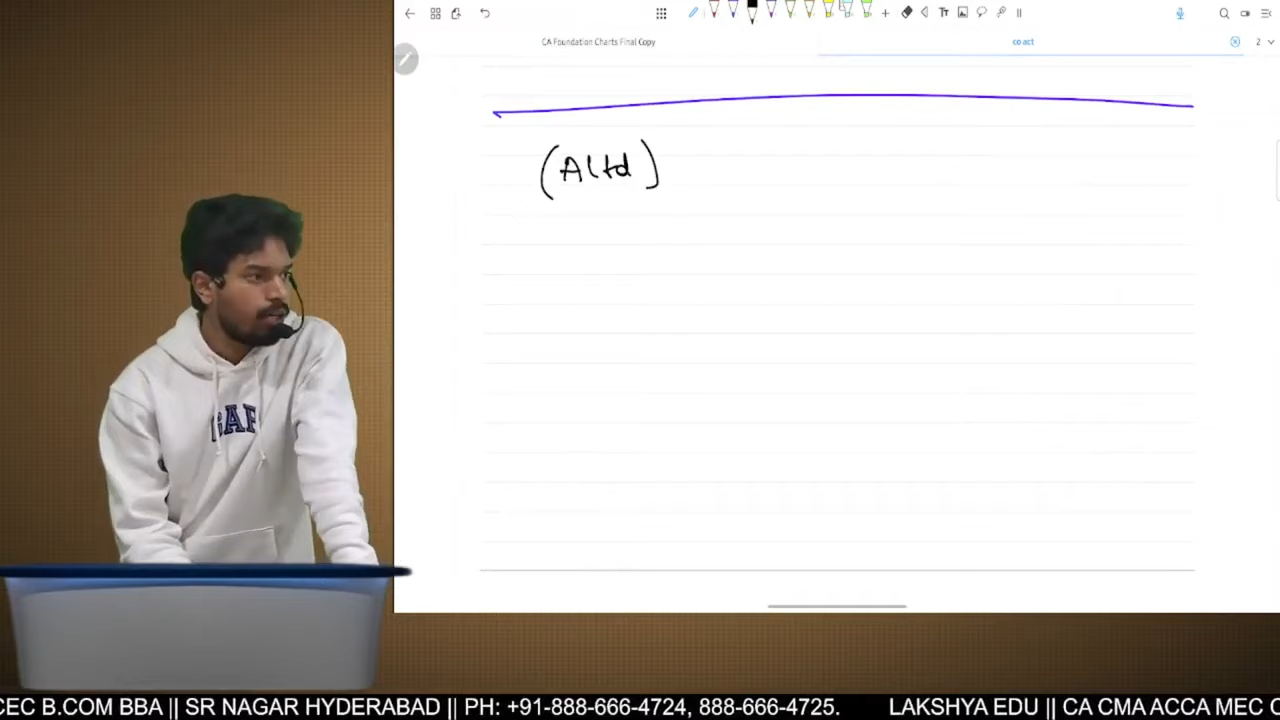 CA Foundation Charts Final Copy
co act
2
(A Ltd)
GAP
CEC B.COM BBA || SR NAGAR HYDERABAD || PH: +91-888-666-4724, 888-666-4725. LAKSHYA EDU || CA CMA ACCA MEC C